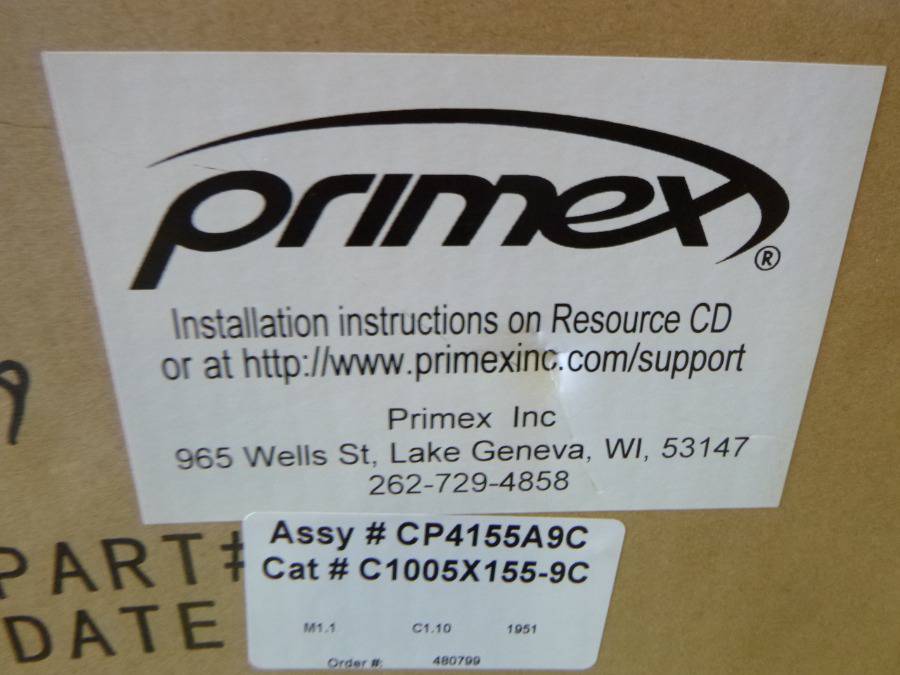 primex®
Installation instructions on Resource CD
or at http://www.primexinc.com/support
Primex Inc
965 Wells St, Lake Geneva, WI, 53147
262-729-4858
9
PART#
DATE
Assy # CP4155A9C
Cat # C1005X155-9C
M1.1 C1.10 1951
Order #: 480799